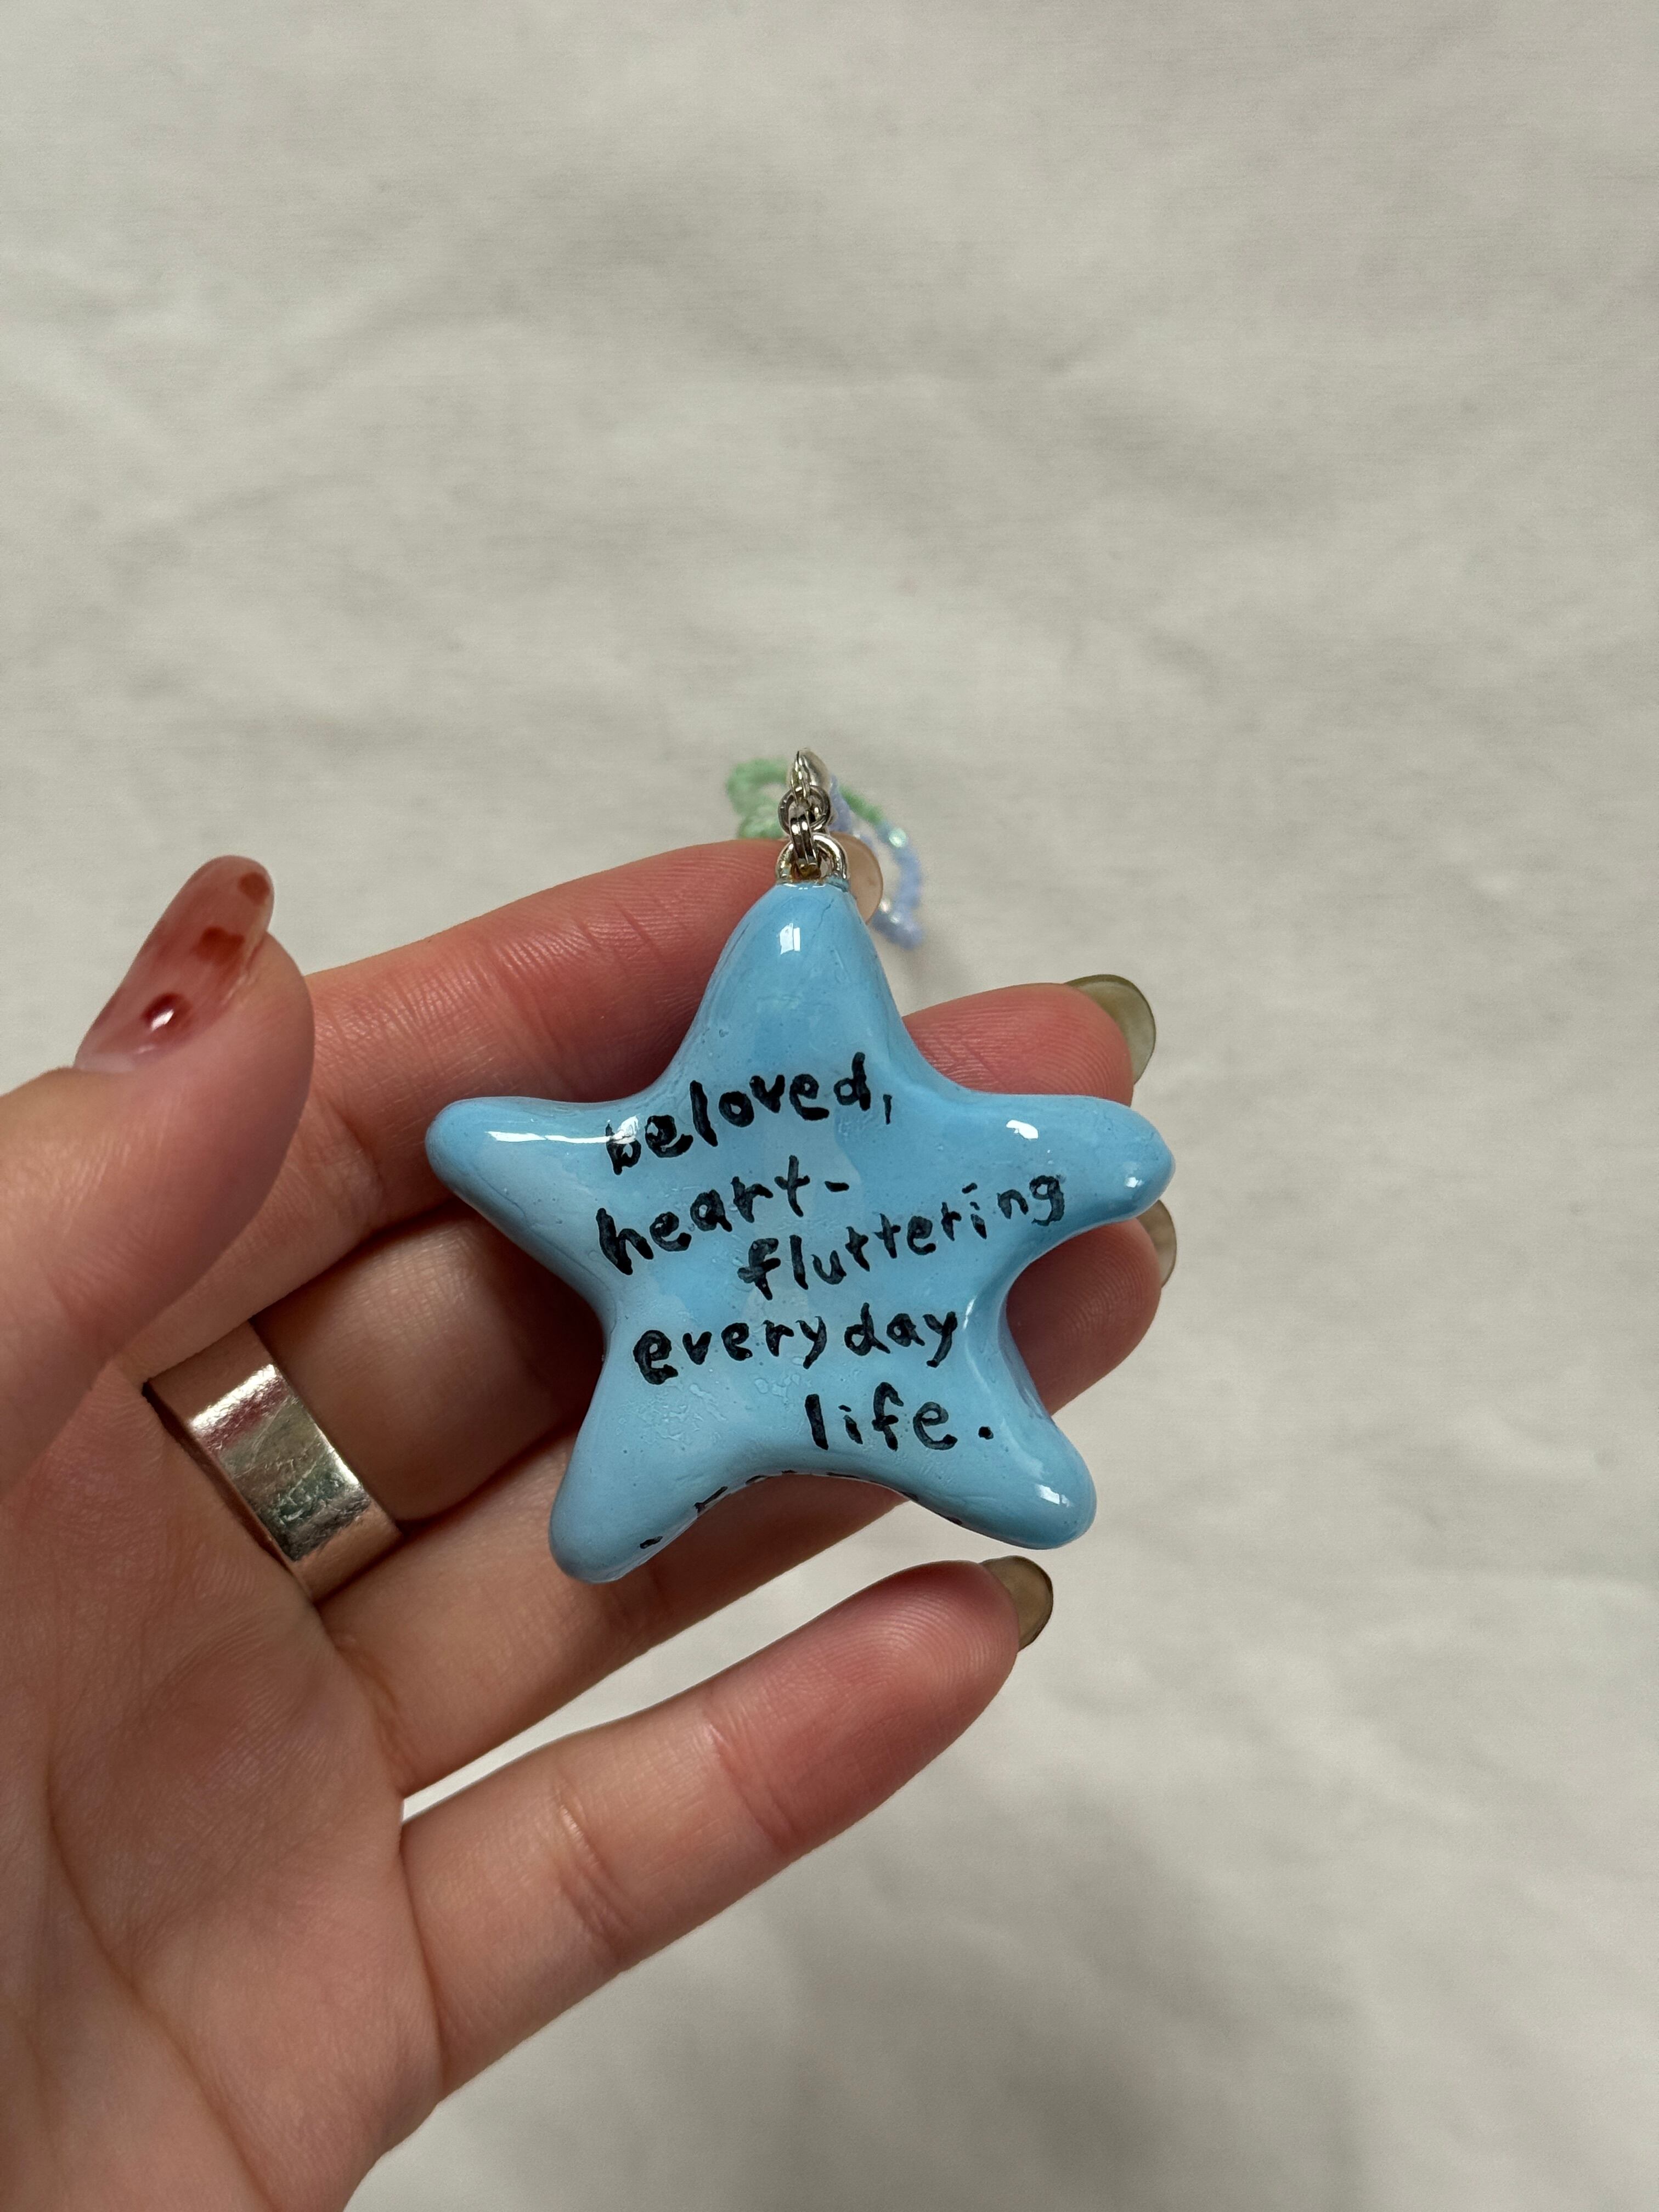 beloved,
heart-
fluttering
everyday
life.